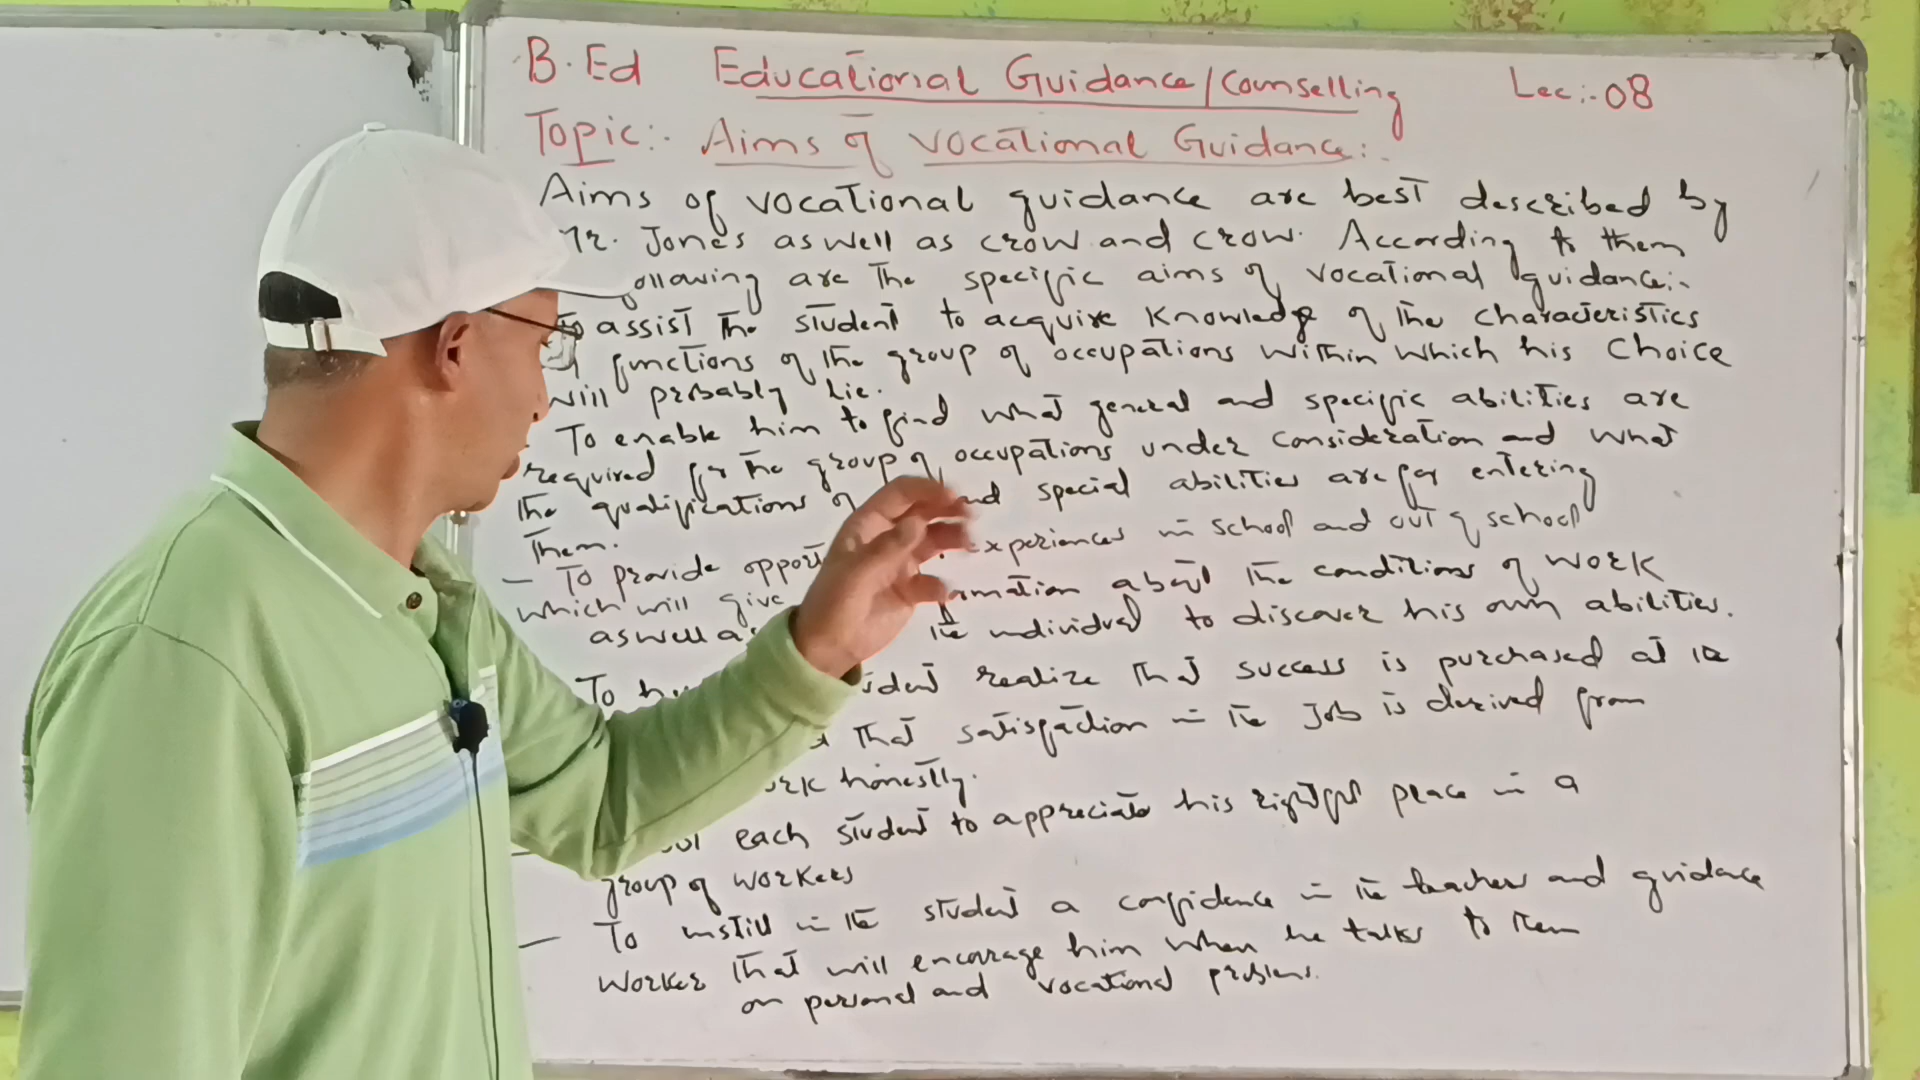 B.Ed Educational Guidance/Counselling Lec:-08
Topic:- Aims of vocational Guidance:-
Aims of vocational guidance are best described by
Mr. Jones as well as crow and crow. According to them
following are the specific aims of vocational guidance:-
To assist the student to acquire knowledge of the characteristics
functions of the group of occupations within which his choice
will probably lie.
To enable him to find what general and specific abilities are
required for the group of occupations under consideration and what
the qualifications of and special abilities are for entering
them.
- To provide experiences in school and out of school
which will give about the conditions of work
as well as the individual to discover his own abilities.
To realize that success is purchased at the
that satisfaction in the Job is derived from
honestly.
each student to appreciate his rightful place in a
group of workers
- To instill in the student a confidence in the teacher and guidance
worker that will encourage him when he talks to them
on personal and vocational problems.